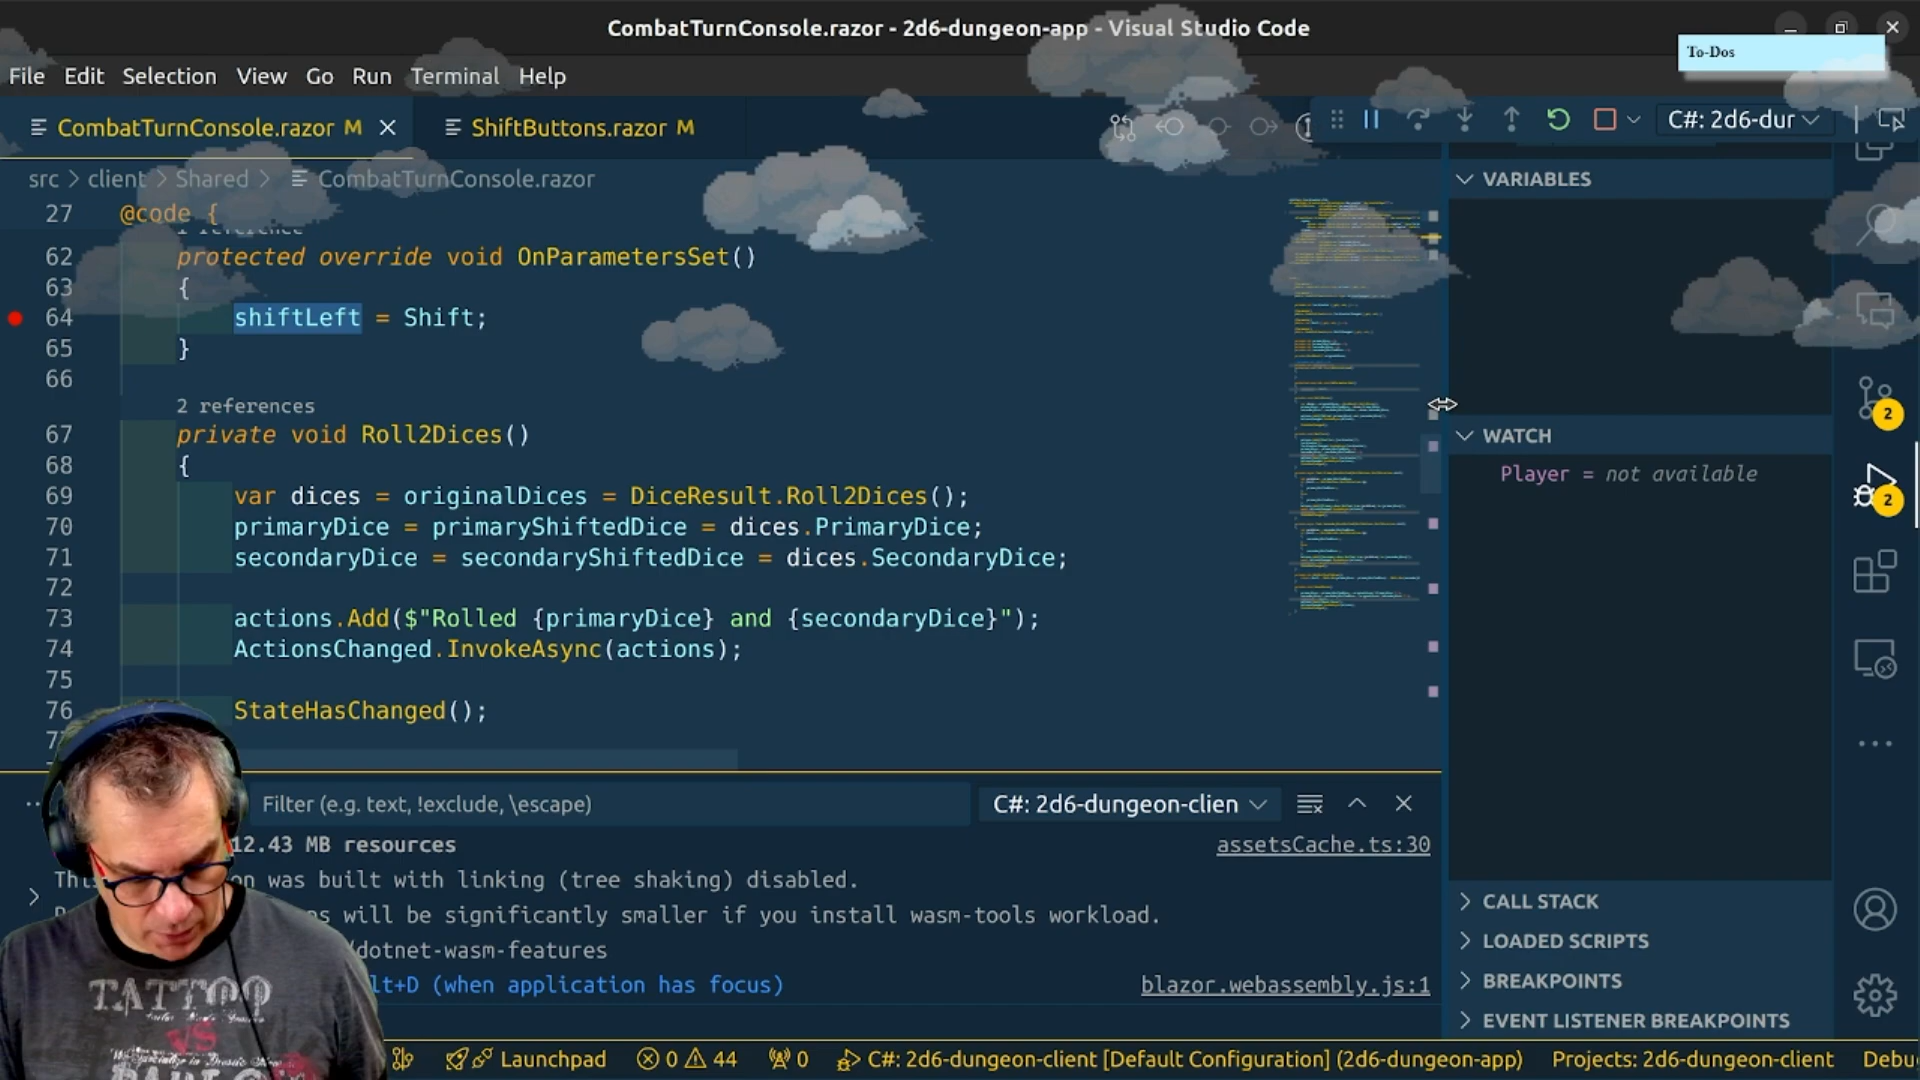 CombatTurnConsole.razor - 2d6-dungeon-app - Visual Studio Code
To-Dos
File Edit Selection View Go Run Terminal Help
CombatTurnConsole.razor M
ShiftButtons.razor M
C#: 2d6-dur
src > client > Shared > CombatTurnConsole.razor
27 @code {
62 protected override void OnParametersSet()
63 {
64 shiftLeft = Shift;
65 }
66
2 references
67 private void Roll2Dices()
68 {
69 var dices = originalDices = DiceResult.Roll2Dices();
70 primaryDice = primaryShiftedDice = dices.PrimaryDice;
71 secondaryDice = secondaryShiftedDice = dices.SecondaryDice;
72
73 actions.Add($"Rolled {primaryDice} and {secondaryDice}");
74 ActionsChanged.InvokeAsync(actions);
75
76 StateHasChanged();
VARIABLES
WATCH
Player = not available
CALL STACK
LOADED SCRIPTS
BREAKPOINTS
EVENT LISTENER BREAKPOINTS
2
2
Filter (e.g. text, !exclude, \escape)
C#: 2d6-dungeon-clien
12.43 MB resources
assetsCache.ts:30
on was built with linking (tree shaking) disabled.
will be significantly smaller if you install wasm-tools workload.
/dotnet-wasm-features
lt+D (when application has focus)
blazor.webassembly.js:1
TATTOO
VS
Launchpad 0 44 0 C#: 2d6-dungeon-client [Default Configuration] (2d6-dungeon-app) Projects: 2d6-dungeon-client Debu